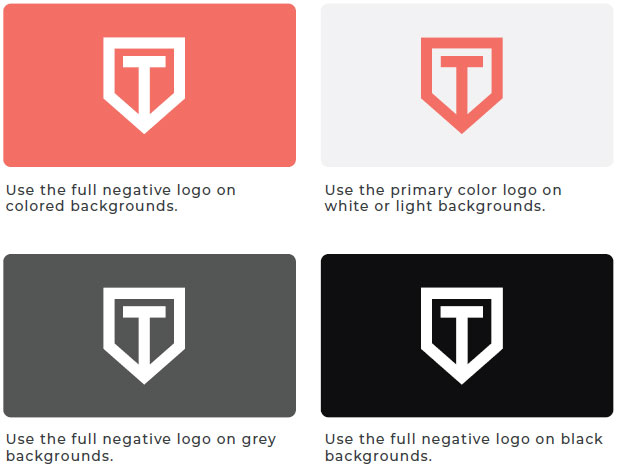 T
T
Use the full negative logo on
colored backgrounds.
Use the primary color logo on
white or light backgrounds.
T
T
Use the full negative logo on grey
backgrounds.
Use the full negative logo on black
backgrounds.